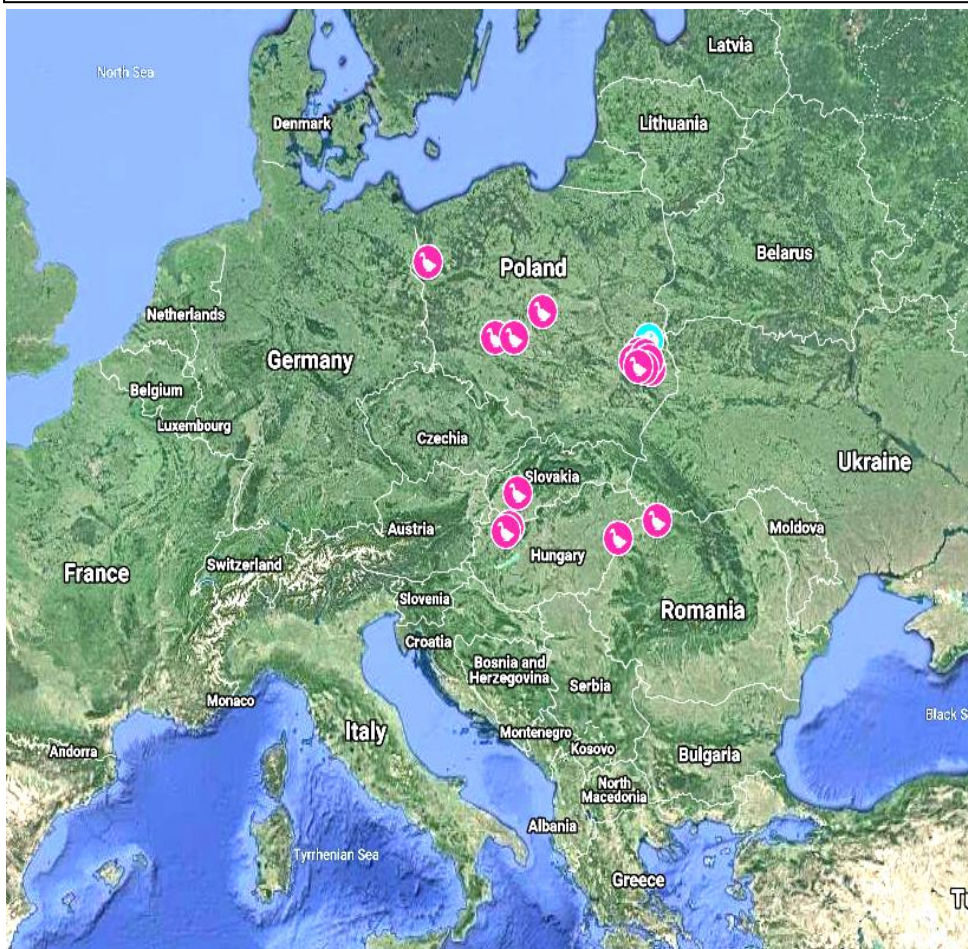 Latvia
North Sea
Denmark
Lithuania
Belarus
Poland
Netherlands
Germany
Belgium
Luxembourg
Czechia
Ukraine
Slovakia
Austria
Moldova
Hungary
Switzerland
France
Slovenia
Romania
Croatia
Bosnia and
Herzegovina
Serbia
Monaco
Italy
Montenegro
Black S
Kosovo
Andorra
Bulgaria
North
Macedonia
Albania
Tyrrhenian Sea
Greece
Tu